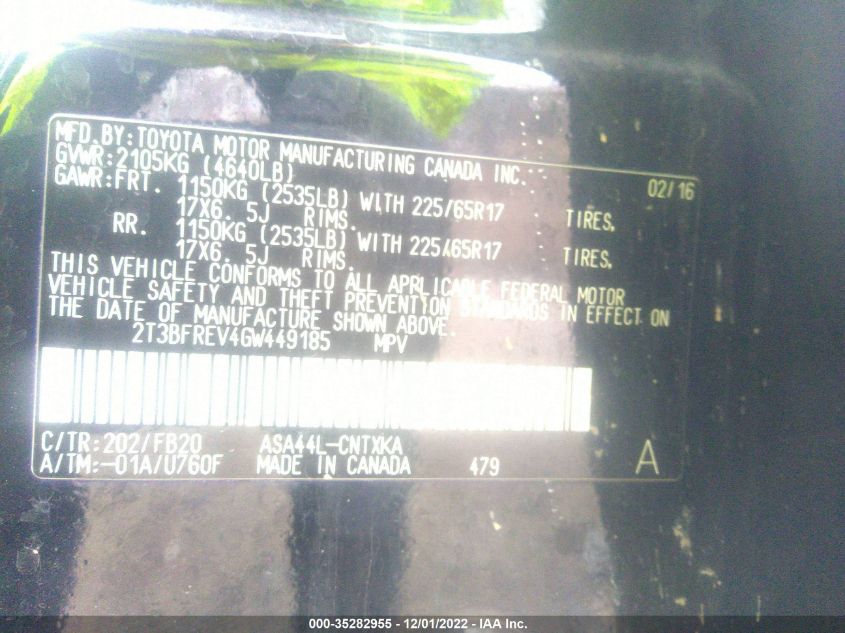 MFD.BY:TOYOTA MOTOR MANUFACTURING CANADA INC.
GVWR:2105KG (4640LB) 02/16
GAWR:FRT. 1150KG (2535LB) WITH 225/65R17 TIRES,
17X6. 5J RIMS.
RR. 1150KG (2535LB) WITH 225/65R17 TIRES,
17X6. 5J RIMS.
THIS VEHICLE CONFORMS TO ALL APPLICABLE FEDERAL MOTOR
VEHICLE SAFETY AND THEFT PREVENTION STANDARDS IN EFFECT ON
THE DATE OF MANUFACTURE SHOWN ABOVE.
2T3BFREV4GW449185 MPV
C/TR:202/FB20 ASA44L-CNTXKA
A/TM:-01A/U760F MADE IN CANADA 479 A
000-35282955 - 12/01/2022 - IAA Inc.